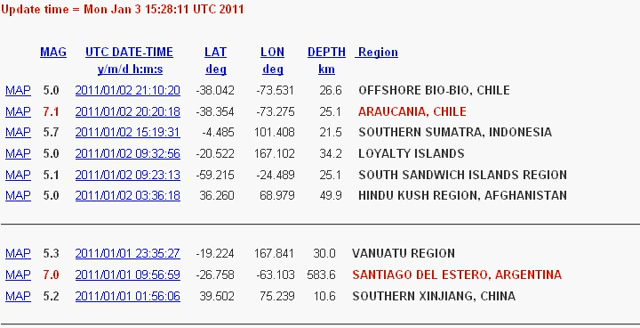 Update time = Mon Jan 3 15:28:11 UTC 2011
MAG UTC DATE-TIME LAT LON DEPTH Region
y/m/d h:m:s deg deg km
MAP 5.0 2011/01/02 21:10:20 -38.042 -73.531 26.6 OFFSHORE BIO-BIO, CHILE
MAP 7.1 2011/01/02 20:20:18 -38.354 -73.275 25.1 ARAUCANIA, CHILE
MAP 5.7 2011/01/02 15:19:31 -4.485 101.408 21.5 SOUTHERN SUMATRA, INDONESIA
MAP 5.0 2011/01/02 09:32:56 -20.522 167.102 34.2 LOYALTY ISLANDS
MAP 5.1 2011/01/02 09:23:13 -59.215 -24.489 25.1 SOUTH SANDWICH ISLANDS REGION
MAP 5.0 2011/01/02 03:36:18 36.260 68.979 49.9 HINDU KUSH REGION, AFGHANISTAN
MAP 5.3 2011/01/01 23:35:27 -19.224 167.841 30.0 VANUATU REGION
MAP 7.0 2011/01/01 09:56:59 -26.758 -63.103 583.6 SANTIAGO DEL ESTERO, ARGENTINA
MAP 5.2 2011/01/01 01:56:06 39.502 75.239 10.6 SOUTHERN XINJIANG, CHINA